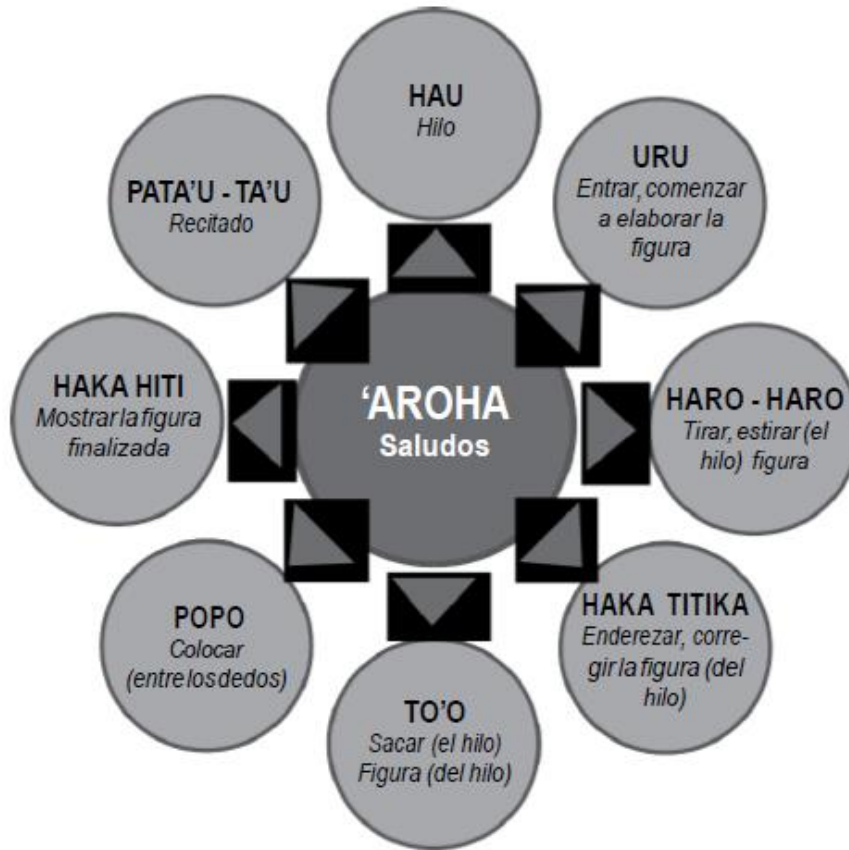 HAU
Hilo
URU
Entrar, comenzar
a elaborar la
figura
PATA'U - TA'U
Recitado
HAKA HITI
Mostrar la figura
finalizada
‘AROHA
Saludos
HARO - HARO
Tirar, estirar (el
hilo) figura
POPO
Colocar
(entre los dedos)
TO'O
Sacar (el hilo)
Figura (del hilo)
HAKA TITIKA
Enderezar, corre-
gir la figura (del
hilo)